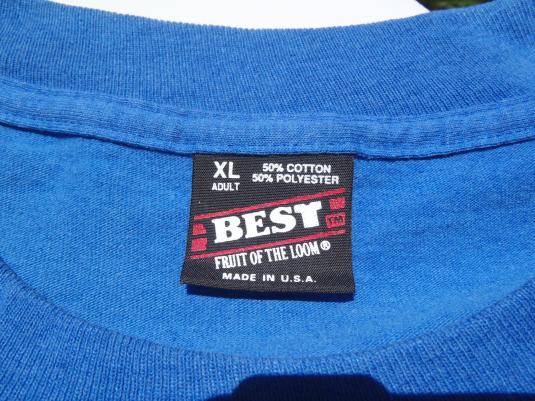 XL 50% COTTON
ADULT 50% POLYESTER
BEST TM
FRUIT OF THE LOOM®
MADE IN U.S.A.